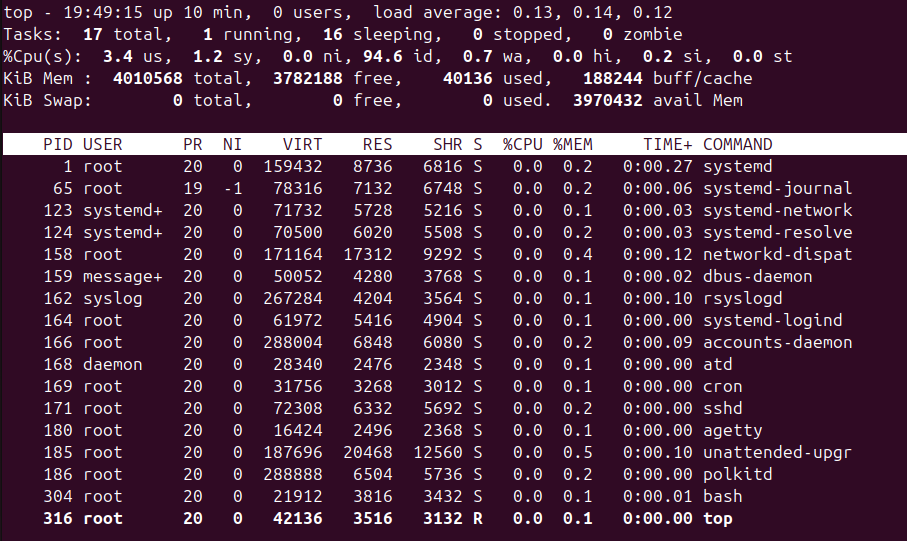 top - 19:49:15 up 10 min,  0 users,  load average: 0.13, 0.14, 0.12
Tasks:  17 total,   1 running,  16 sleeping,   0 stopped,   0 zombie
%Cpu(s):  3.4 us,  1.2 sy,  0.0 ni, 94.6 id,  0.7 wa,  0.0 hi,  0.2 si,  0.0 st
KiB Mem :  4010568 total,  3782188 free,    40136 used,   188244 buff/cache
KiB Swap:        0 total,        0 free,        0 used.  3970432 avail Mem
    PID USER      PR  NI    VIRT    RES    SHR S  %CPU %MEM     TIME+ COMMAND
      1 root      20   0  159432   8736   6816 S   0.0  0.2   0:00.27 systemd
     65 root      19  -1   78316   7132   6748 S   0.0  0.2   0:00.06 systemd-journal
    123 systemd+  20   0   71732   5728   5216 S   0.0  0.1   0:00.03 systemd-network
    124 systemd+  20   0   70500   6020   5508 S   0.0  0.2   0:00.03 systemd-resolve
    158 root      20   0  171164  17312   9292 S   0.0  0.4   0:00.12 networkd-dispat
    159 message+  20   0   50052   4280   3768 S   0.0  0.1   0:00.02 dbus-daemon
    162 syslog    20   0  267284   4204   3564 S   0.0  0.1   0:00.10 rsyslogd
    164 root      20   0   61972   5416   4904 S   0.0  0.1   0:00.00 systemd-logind
    166 root      20   0  288004   6848   6080 S   0.0  0.2   0:00.09 accounts-daemon
    168 daemon    20   0   28340   2476   2348 S   0.0  0.1   0:00.00 atd
    169 root      20   0   31756   3268   3012 S   0.0  0.1   0:00.00 cron
    171 root      20   0   72308   6332   5692 S   0.0  0.2   0:00.00 sshd
    180 root      20   0   16424   2496   2368 S   0.0  0.1   0:00.00 agetty
    185 root      20   0  187696  20468  12560 S   0.0  0.5   0:00.10 unattended-upgr
    186 root      20   0  288888   6504   5736 S   0.0  0.2   0:00.00 polkitd
    304 root      20   0   21912   3816   3432 S   0.0  0.1   0:00.01 bash
    316 root      20   0   42136   3516   3132 R   0.0  0.1   0:00.00 top